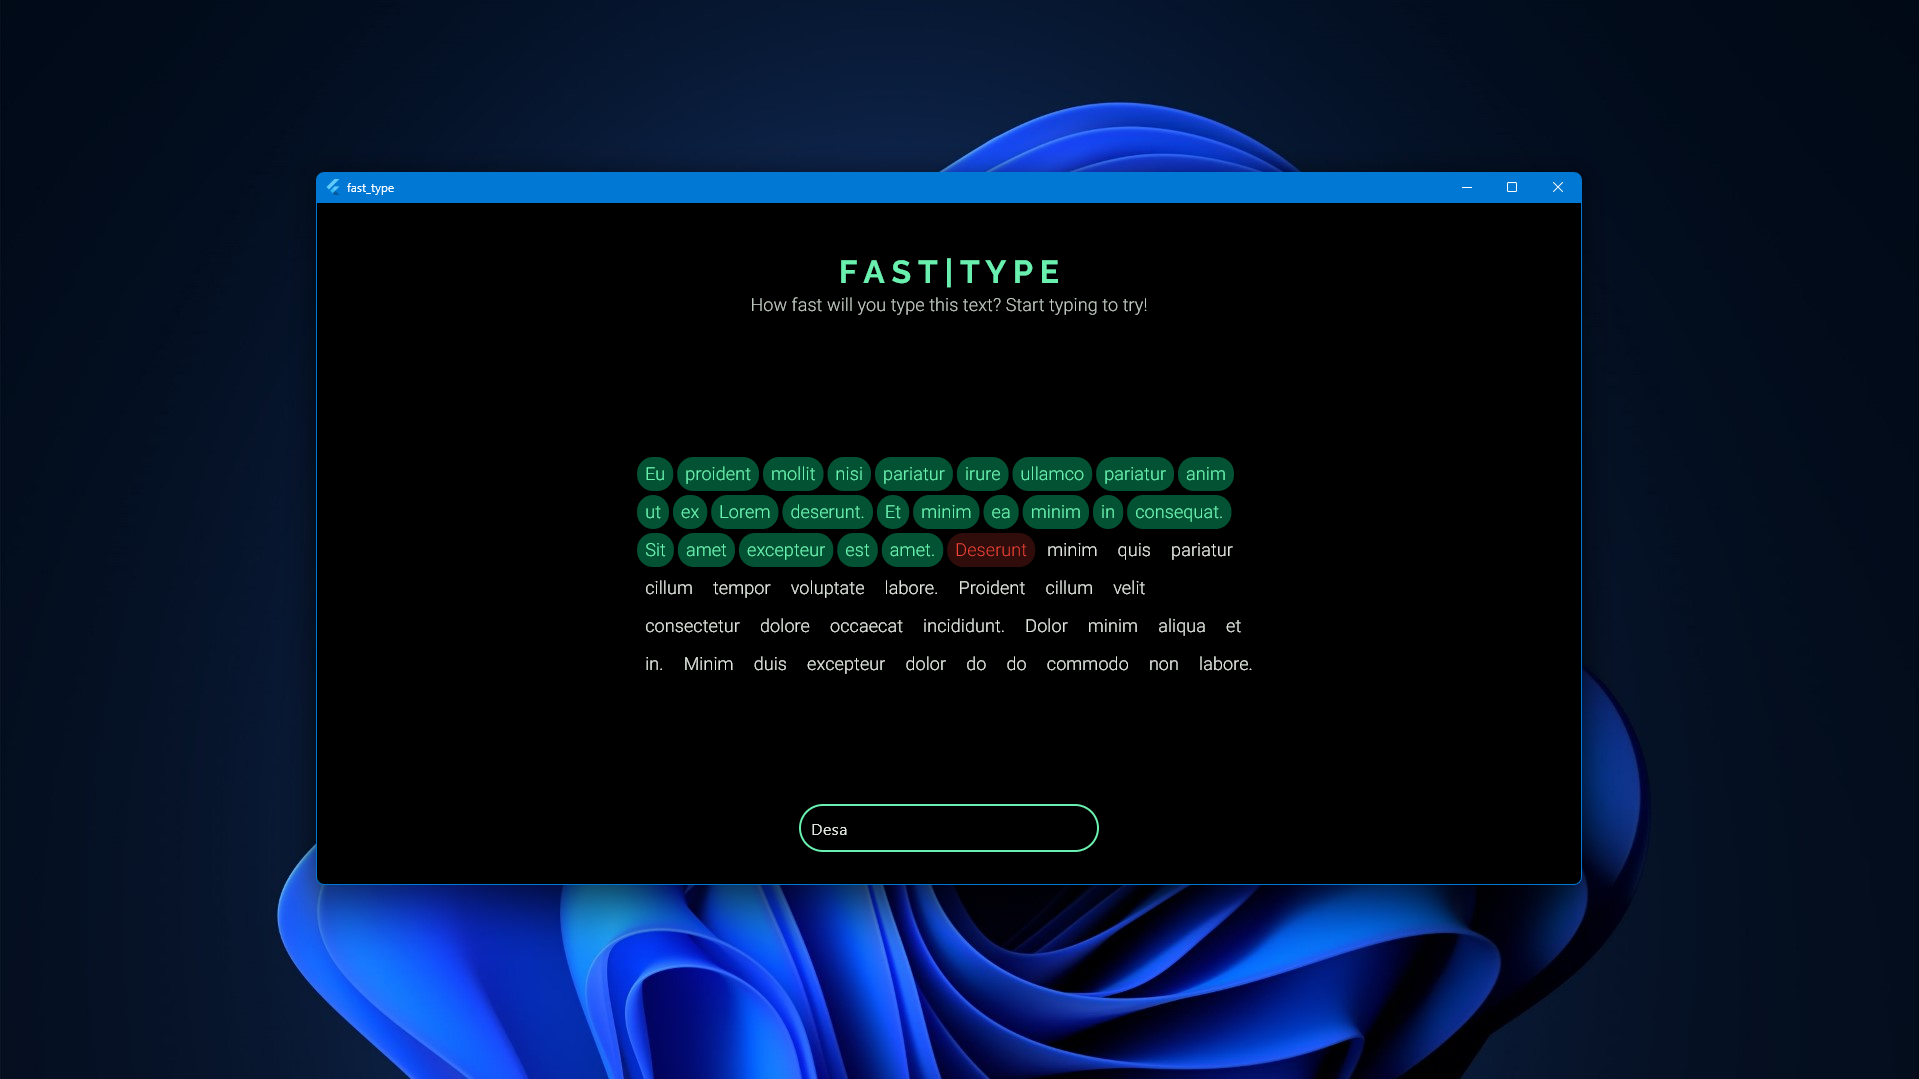 fast_type
FAST|TYPE
How fast will you type this text? Start typing to try!
Eu proident mollit nisi pariatur irure ullamco pariatur anim
ut ex Lorem deserunt. Et minim ea minim in consequat.
Sit amet excepteur est amet. Deserunt minim quis pariatur
cillum tempor voluptate labore. Proident cillum velit
consectetur dolore occaecat incididunt. Dolor minim aliqua et
in. Minim duis excepteur dolor do do commodo non labore.
Desa